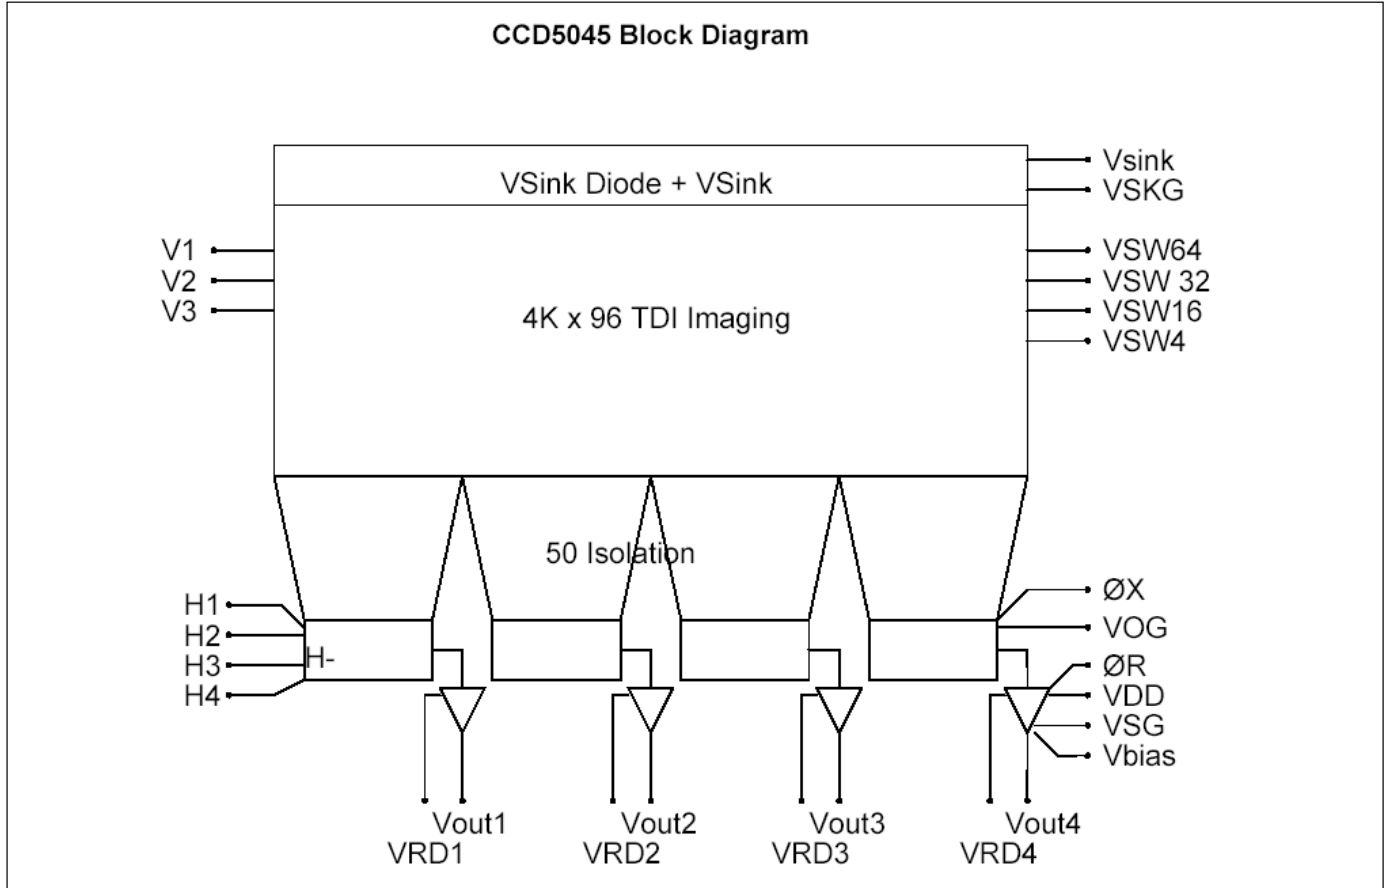 CCD5045 Block Diagram
VSink Diode + VSink
Vsink
VSKG
V1
V2
V3
VSW64
VSW 32
VSW16
VSW4
4K x 96 TDI Imaging
50 Isolation
H1
H2
H3
H4
H-
ØX
VOG
ØR
VDD
VSG
Vbias
Vout1
Vout2
Vout3
Vout4
VRD1
VRD2
VRD3
VRD4